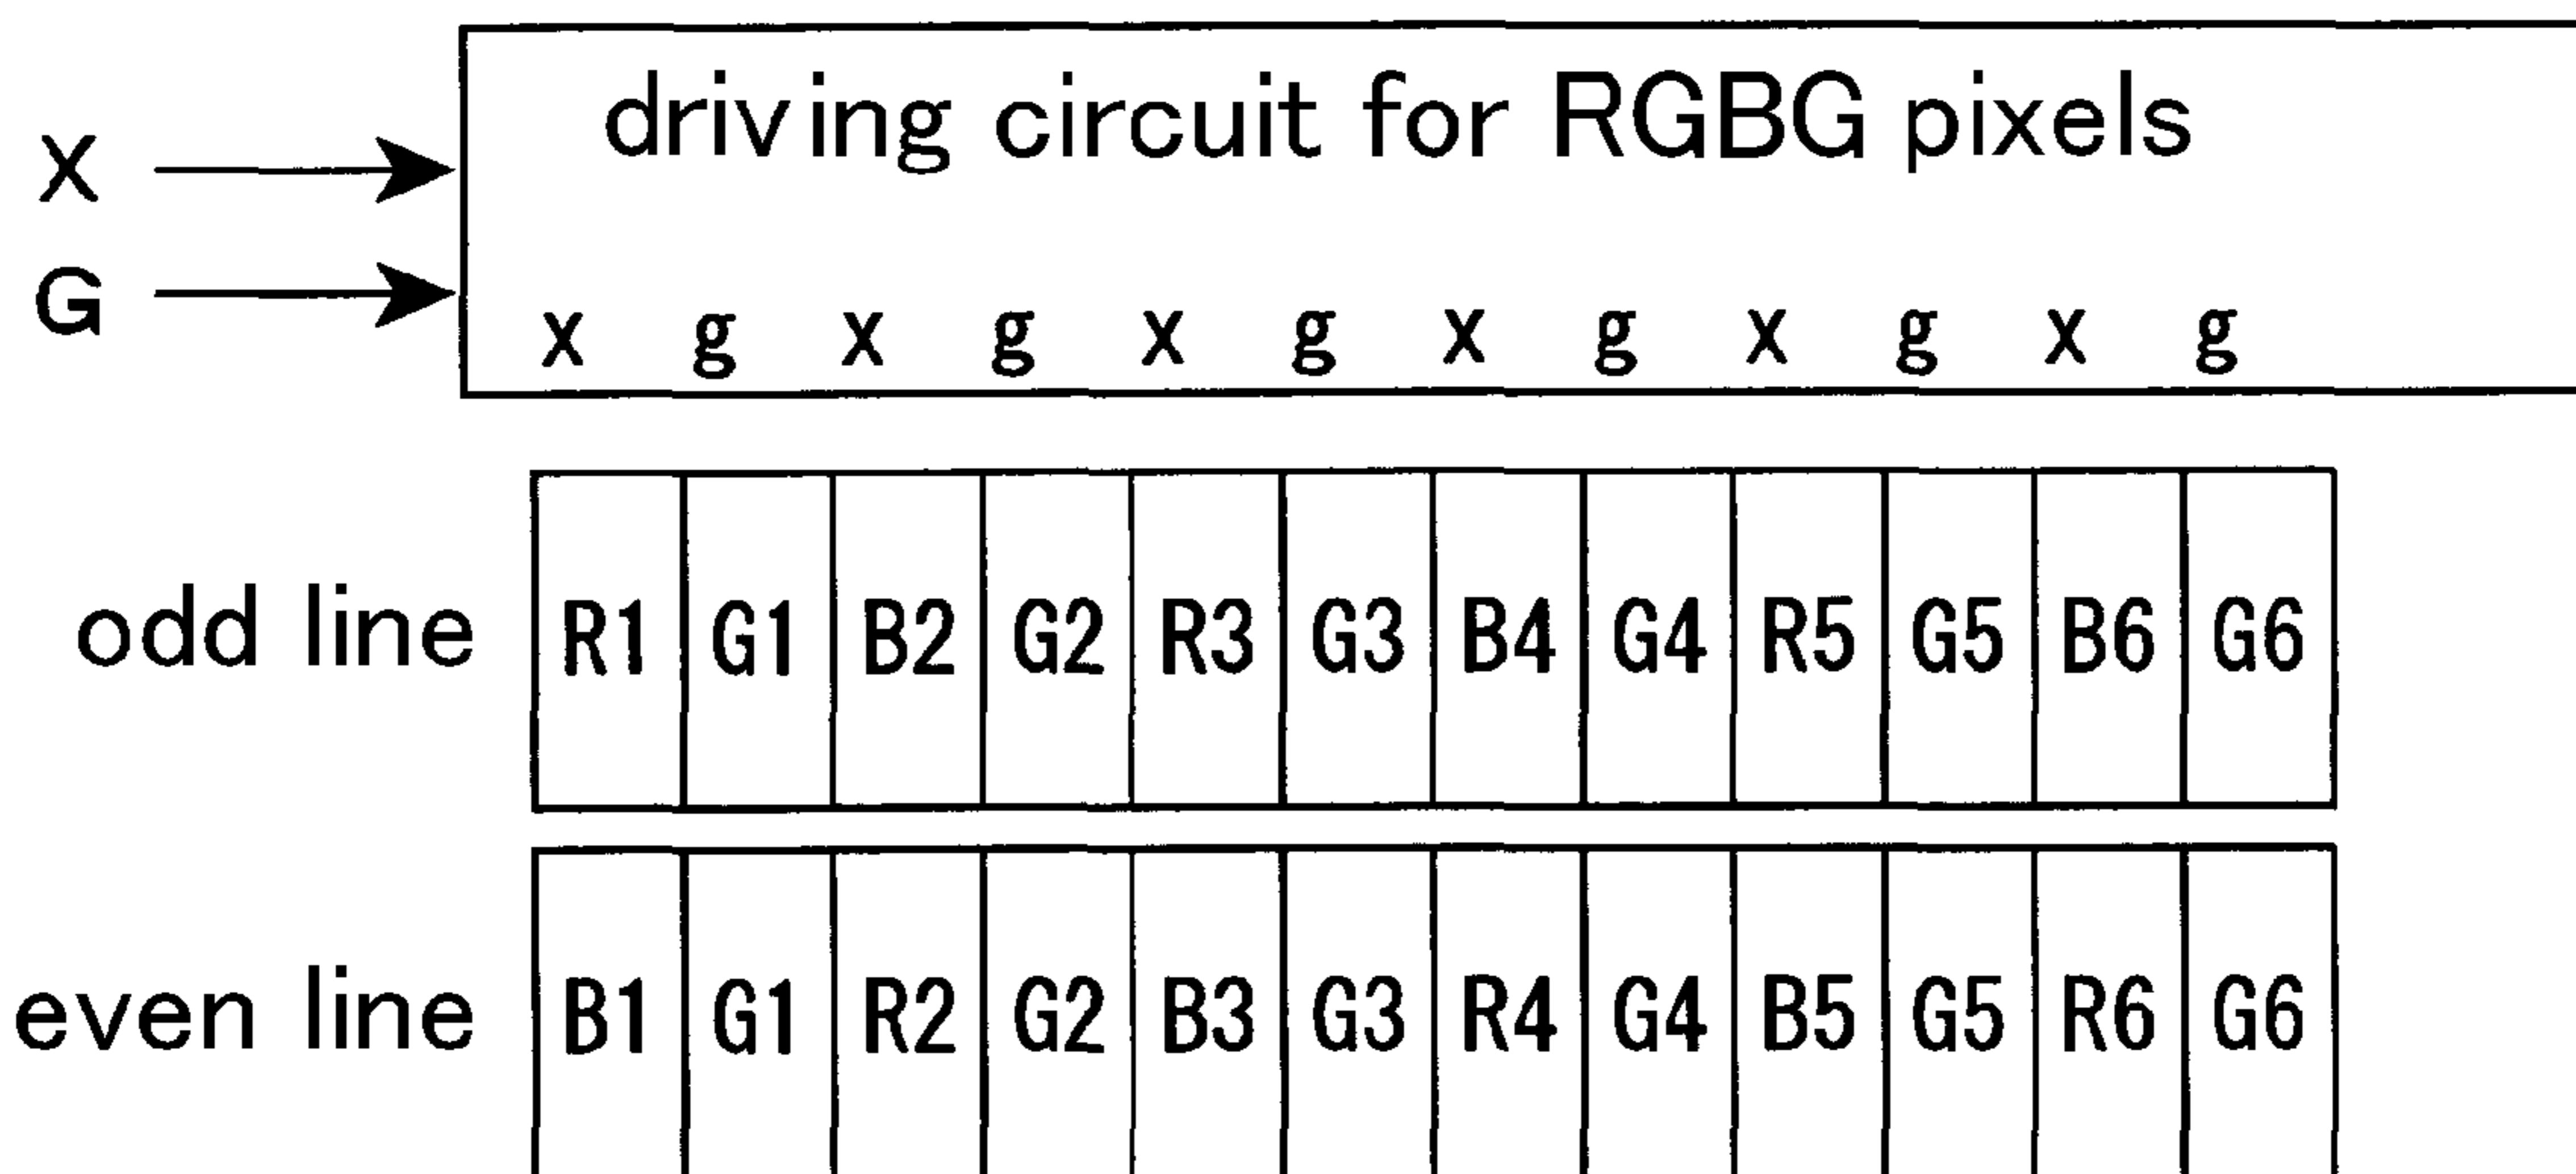 driving circuit for RGBG pixels
X
G
x g x g x g x g x g x g
odd line R1 G1 B2 G2 R3 G3 B4 G4 R5 G5 B6 G6
even line B1 G1 R2 G2 B3 G3 R4 G4 B5 G5 R6 G6